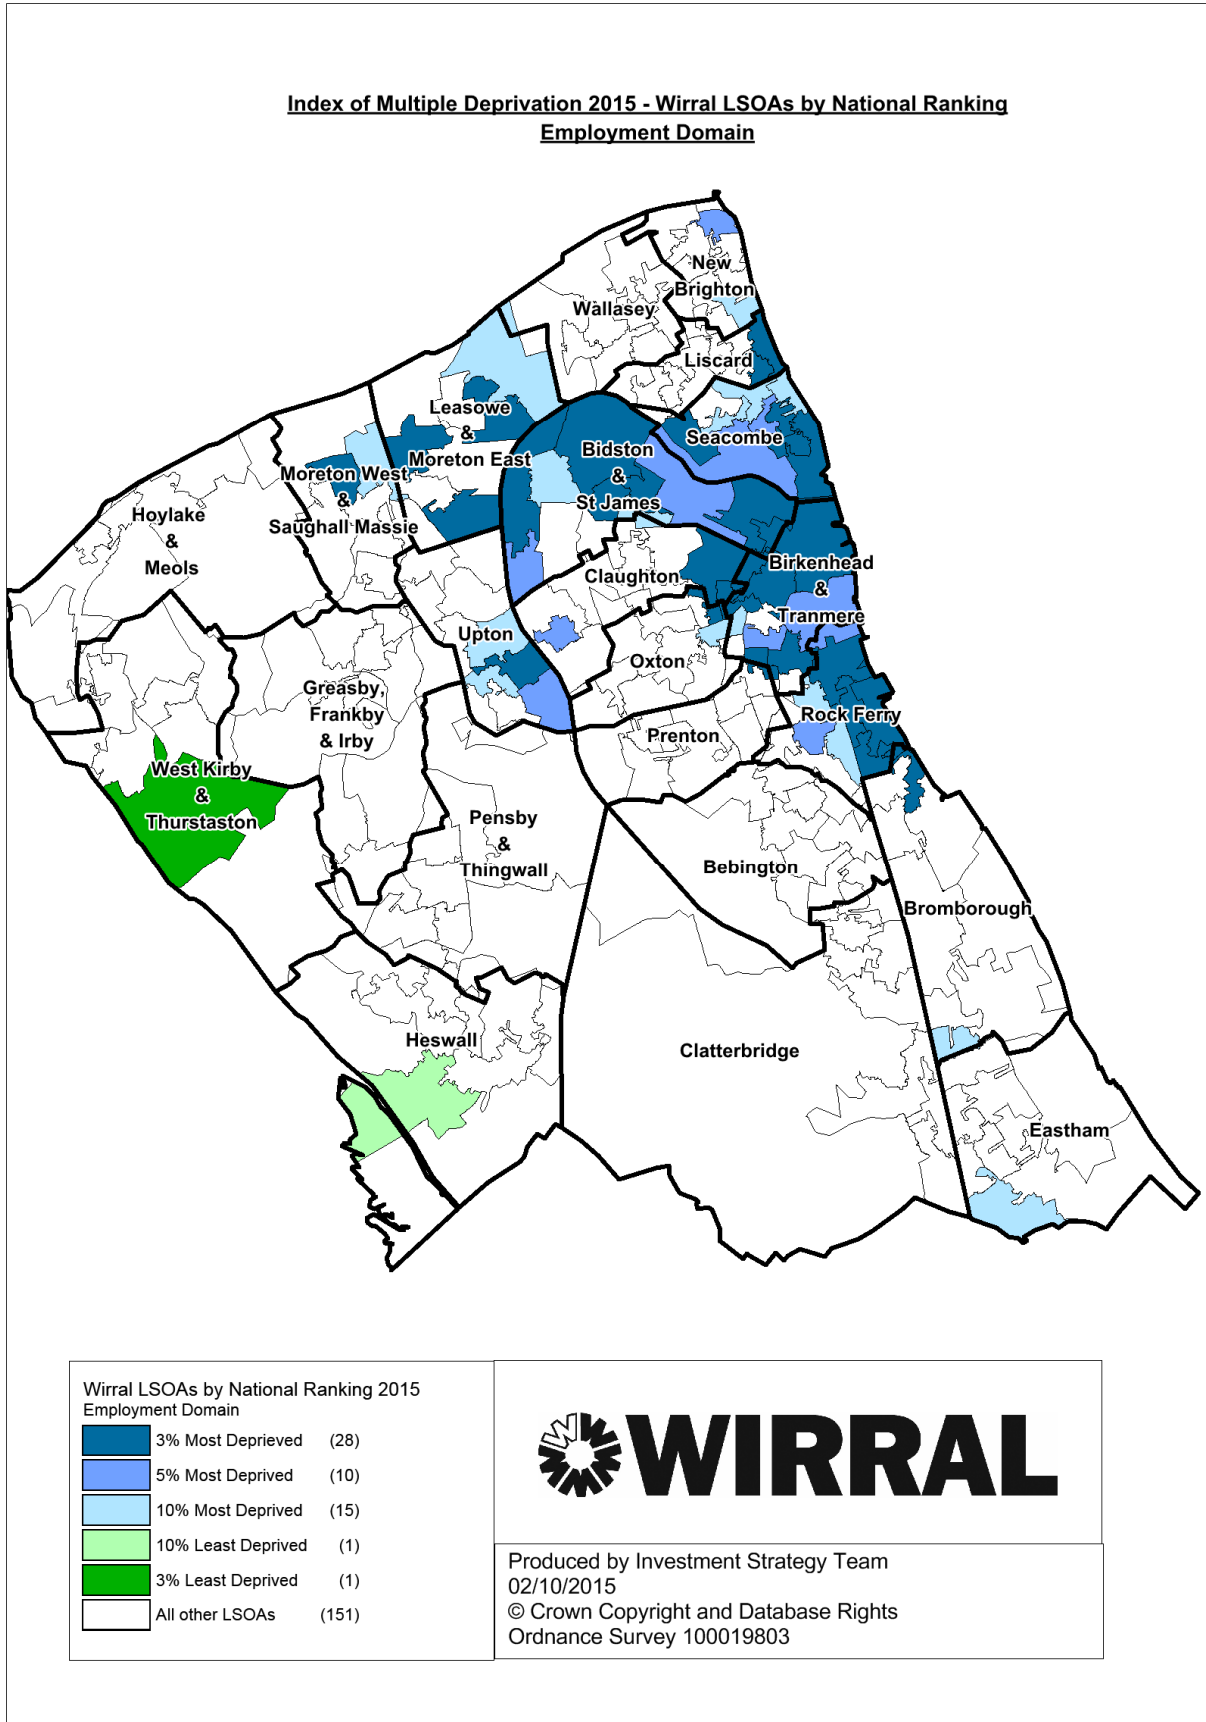 Index of Multiple Deprivation 2015 - Wirral LSOAs by National Ranking
Employment Domain
New
Brighton
Wallasey
Liscard
Leasowe
&
Moreton East
Seacombe
Bidston
&
St James
Moreton West
&
Saughall Massie
Hoylake
&
Meols
Birkenhead
&
Tranmere
Claughton
Upton
Oxton
Greasby,
Frankby
& Irby
Rock Ferry
Prenton
West Kirby
&
Thurstaston
Pensby
&
Thingwall
Bebington
Bromborough
Heswall
Clatterbridge
Eastham
Wirral LSOAs by National Ranking 2015
Employment Domain
3% Most Deprieved (28)
5% Most Deprived (10)
10% Most Deprived (15)
10% Least Deprived (1)
3% Least Deprived (1)
All other LSOAs (151)
WIRRAL
Produced by Investment Strategy Team
02/10/2015
© Crown Copyright and Database Rights
Ordnance Survey 100019803